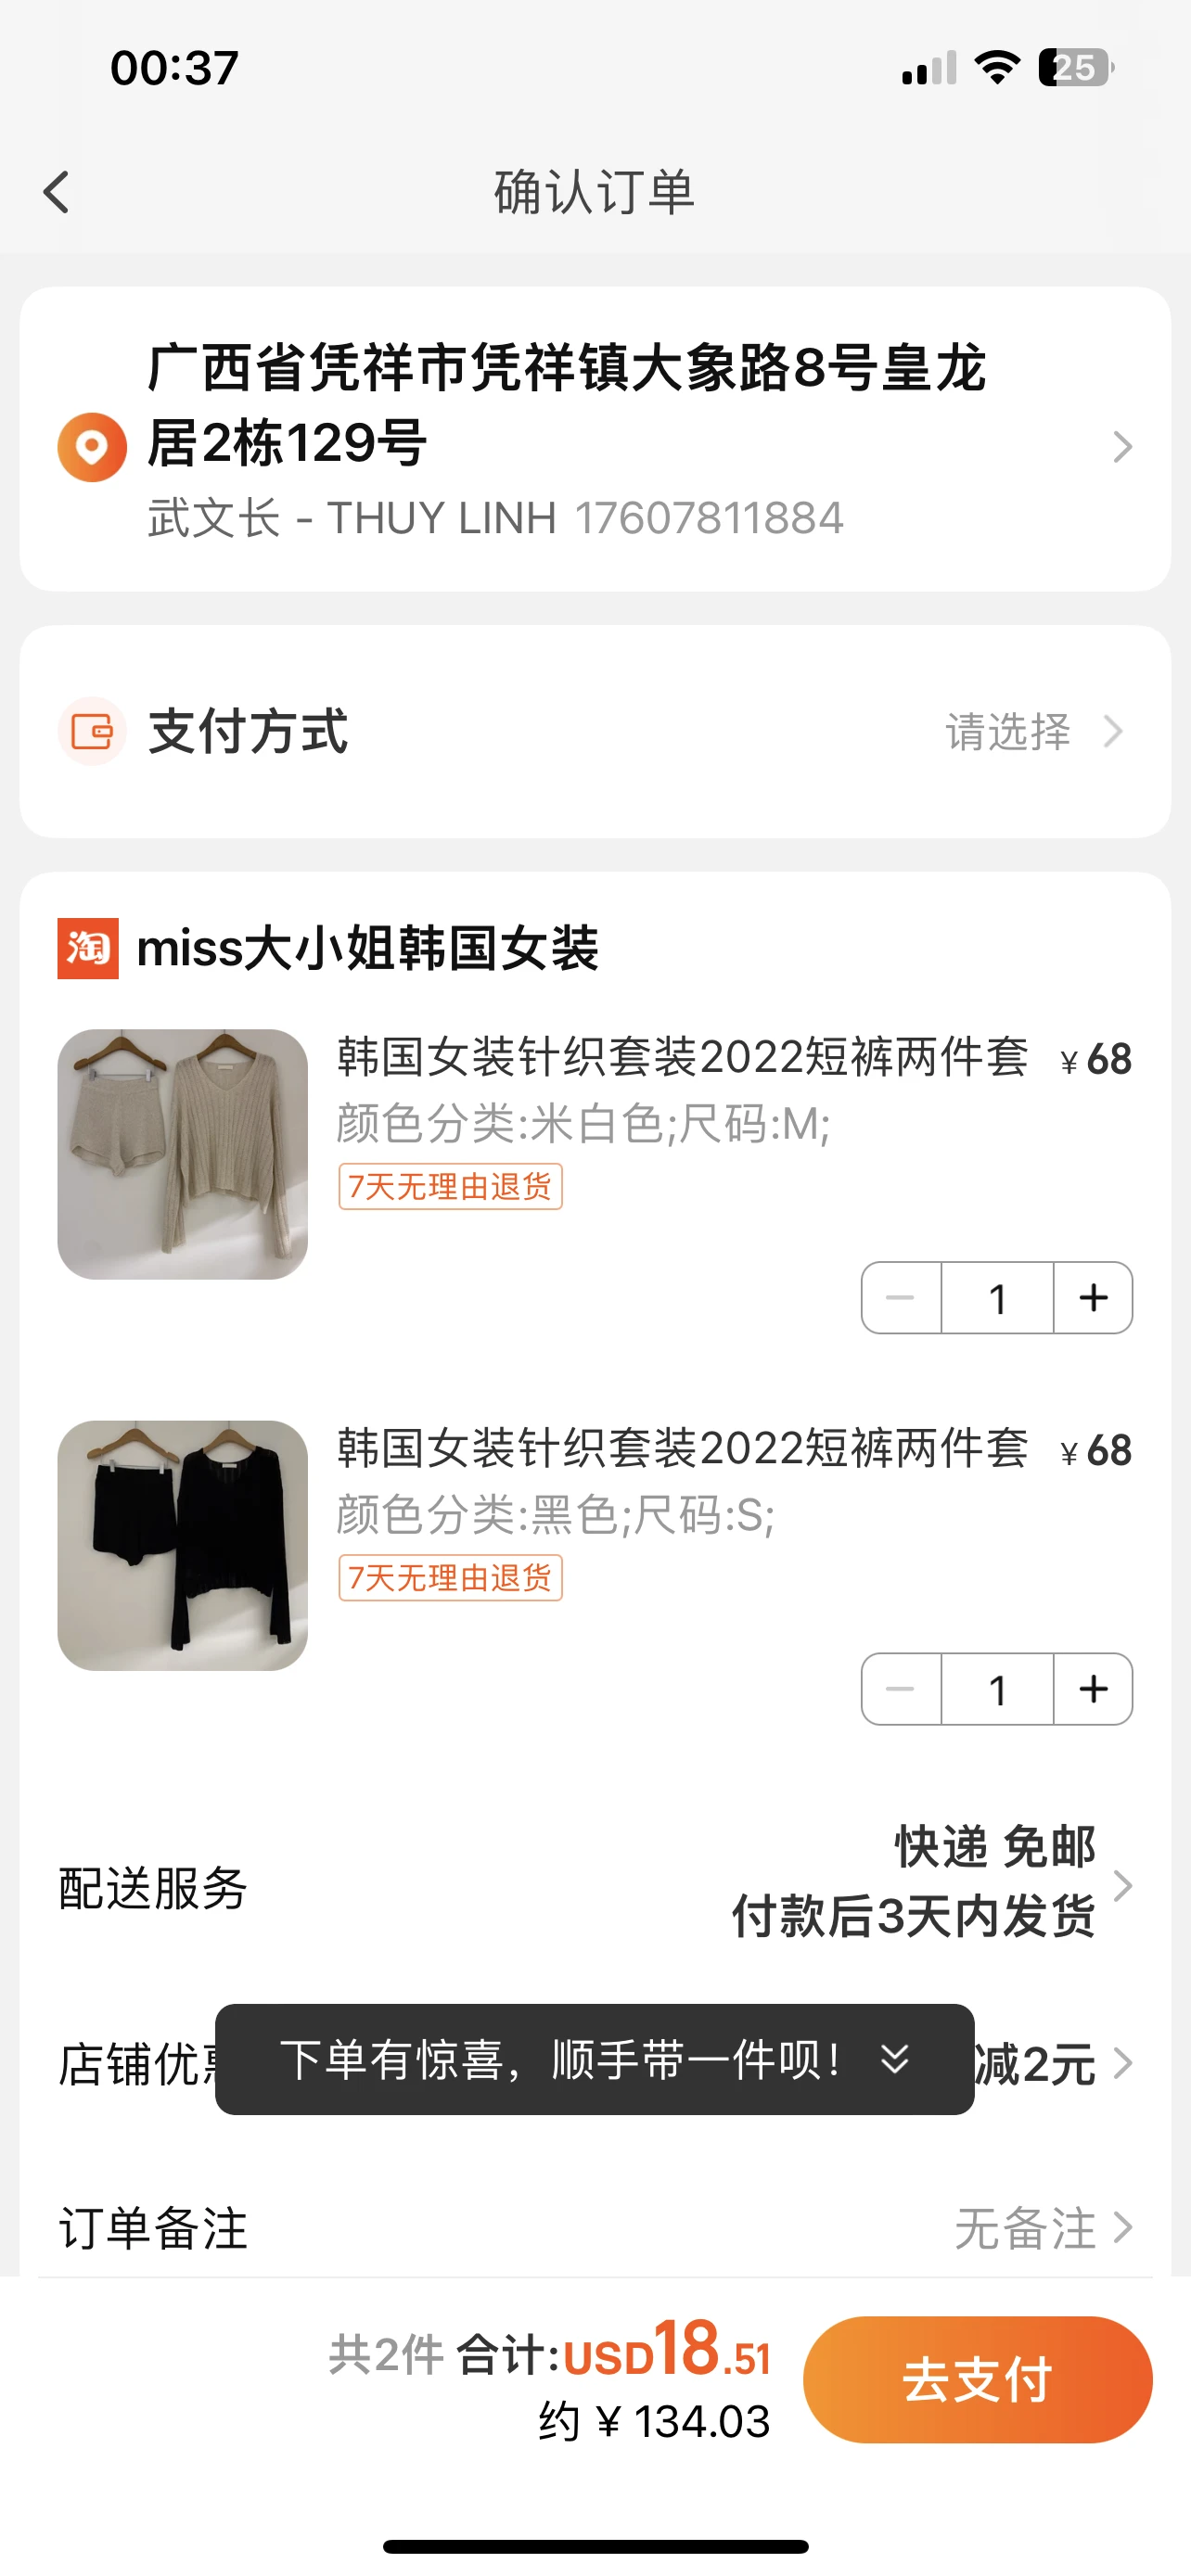 00:37
25
确认订单
广西省凭祥市凭祥镇大象路8号皇龙
居2栋129号
武文长 - THUY LINH 17607811884
支付方式 请选择
淘 miss大小姐韩国女装
韩国女装针织套装2022短裤两件套 ¥68
颜色分类:米白色;尺码:M;
7天无理由退货
1
韩国女装针织套装2022短裤两件套 ¥68
颜色分类:黑色;尺码:S;
7天无理由退货
1
快递 免邮
配送服务
付款后3天内发货
店铺优 减2元
下单有惊喜，顺手带一件呗！
订单备注 无备注
共2件 合计:USD18.51
去支付
约 ¥ 134.03